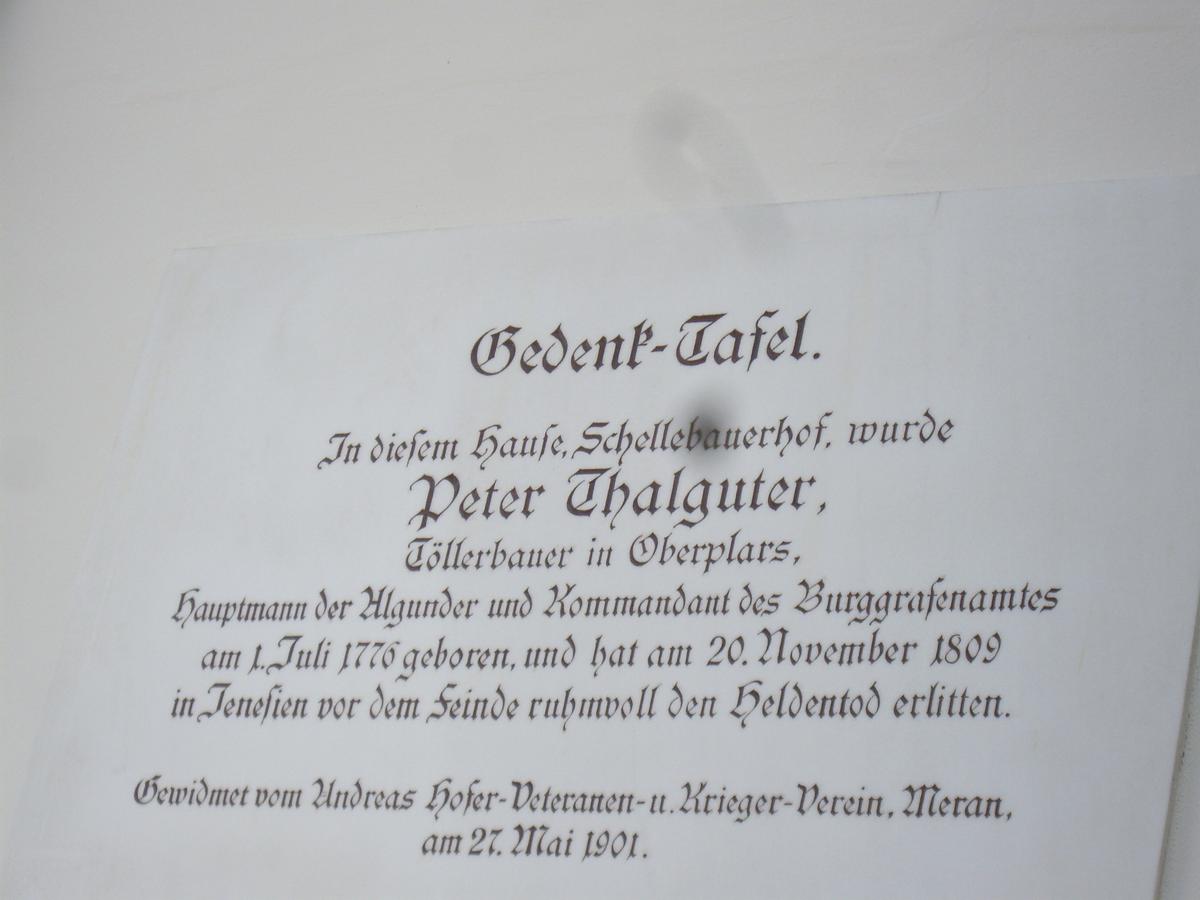 Gedenk-Tafel.
In diesem Hause, Schellebauerhof, wurde
Peter Thalguter,
Töllerbauer in Oberplars,
Hauptmann der Algunder und Kommandant des Burggrafenamtes
am 1. Juli 1776 geboren, und hat am 20. November 1809
in Jenesien vor dem Feinde ruhmvoll den Heldentod erlitten.
Gewidmet vom Andreas Hofer-Veteranen- u. Krieger-Verein, Meran,
am 27. Mai 1901.